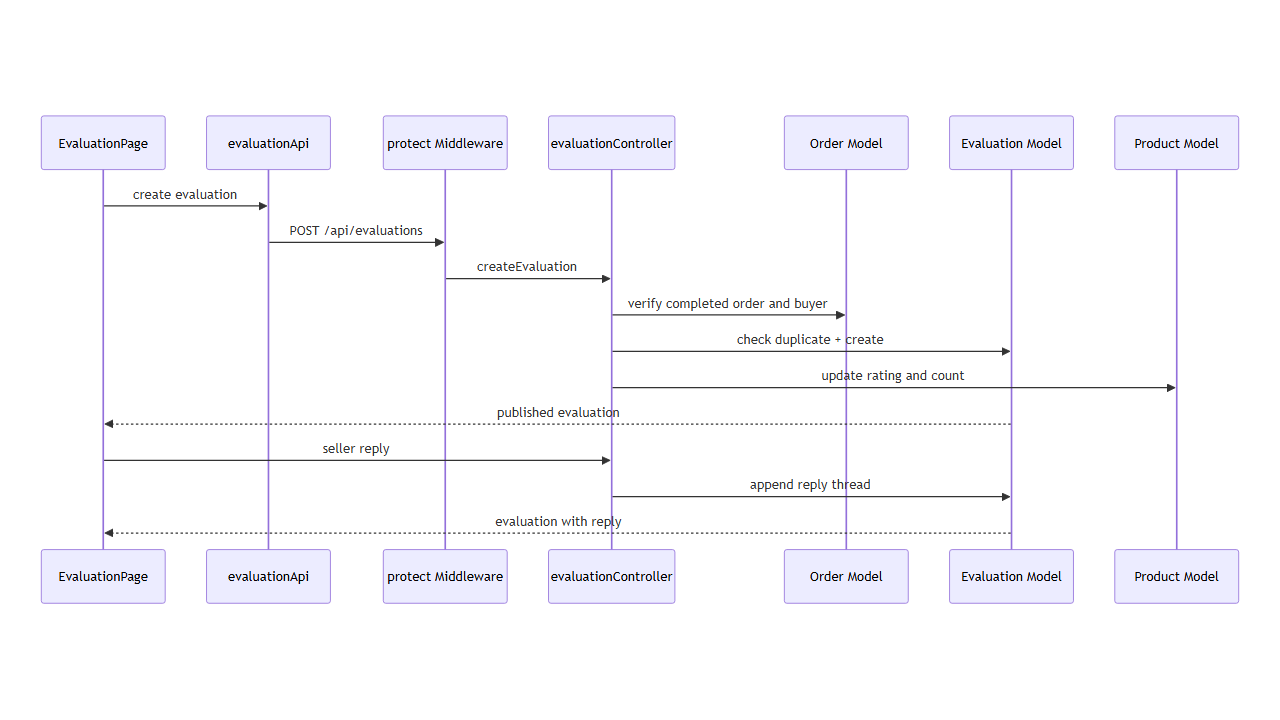 EvaluationPage
evaluationApi
protect Middleware
evaluationController
Order Model
Evaluation Model
Product Model
create evaluation
POST /api/evaluations
createEvaluation
verify completed order and buyer
check duplicate + create
update rating and count
published evaluation
seller reply
append reply thread
evaluation with reply
EvaluationPage
evaluationApi
protect Middleware
evaluationController
Order Model
Evaluation Model
Product Model